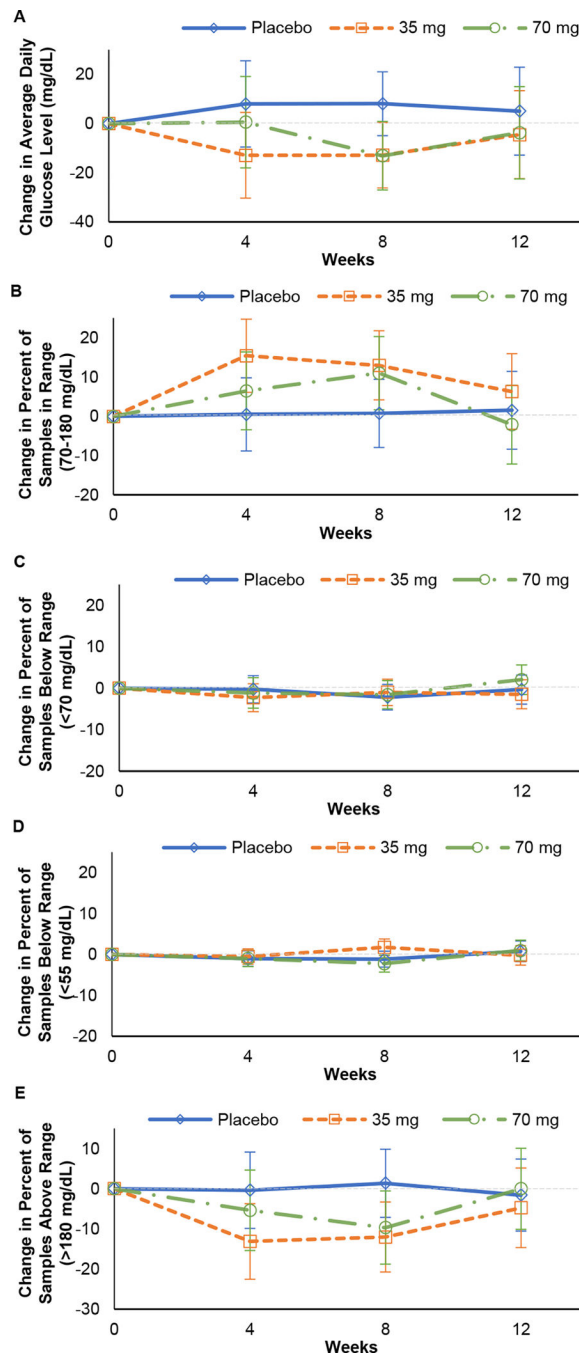 A
Placebo 35 mg 70 mg
Change in Average Daily
Glucose Level (mg/dL)
20
0
-20
-40
0 4 8 12
Weeks
B
Placebo 35 mg 70 mg
Change in Percent of
Samples in Range
(70-180 mg/dL)
20
10
0
-10
-20
0 4 8 12
Weeks
C
Placebo 35 mg 70 mg
Change in Percent of
Samples Below Range
(<70 mg/dL)
20
10
0
-10
-20
0 4 8 12
Weeks
D
Placebo 35 mg 70 mg
Change in Percent of
Samples Below Range
(<55 mg/dL)
20
10
0
-10
-20
0 4 8 12
Weeks
E
Placebo 35 mg 70 mg
Change in Percent of
Samples Above Range
(>180 mg/dL)
10
0
-10
-20
-30
0 4 8 12
Weeks